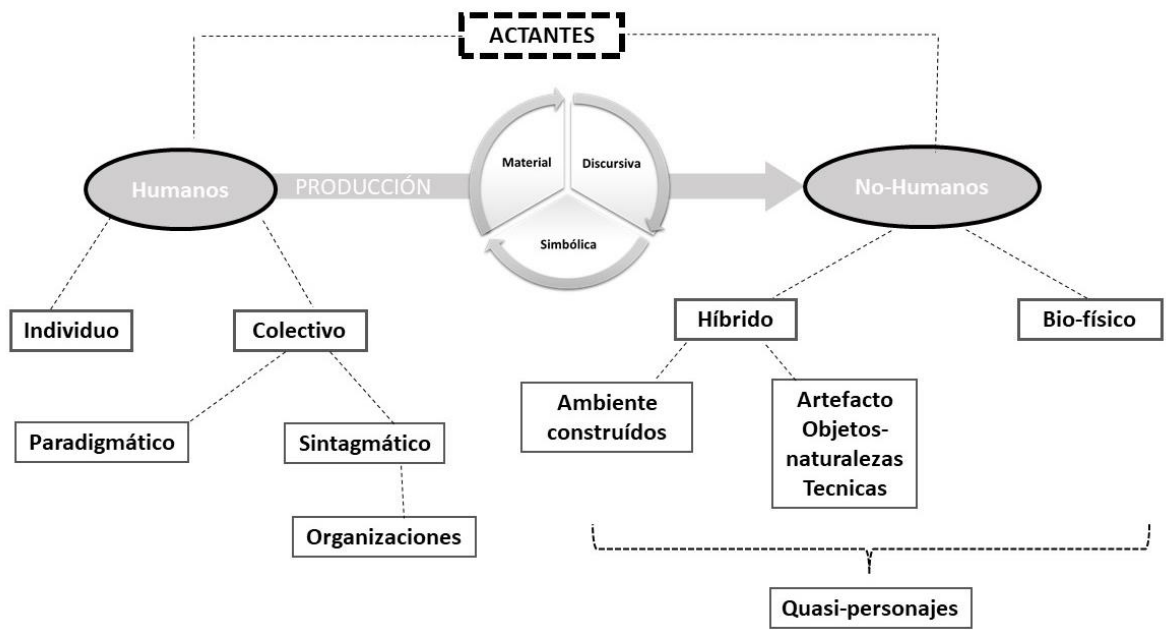 ACTANTES
Material
Discursiva
Simbólica
Humanos
PRODUCCIÓN
No-Humanos
Individuo
Colectivo
Híbrido
Bio-físico
Paradigmático
Sintagmático
Ambiente
construídos
Artefacto
Objetos-
naturalezas
Tecnicas
Organizaciones
Quasi-personajes